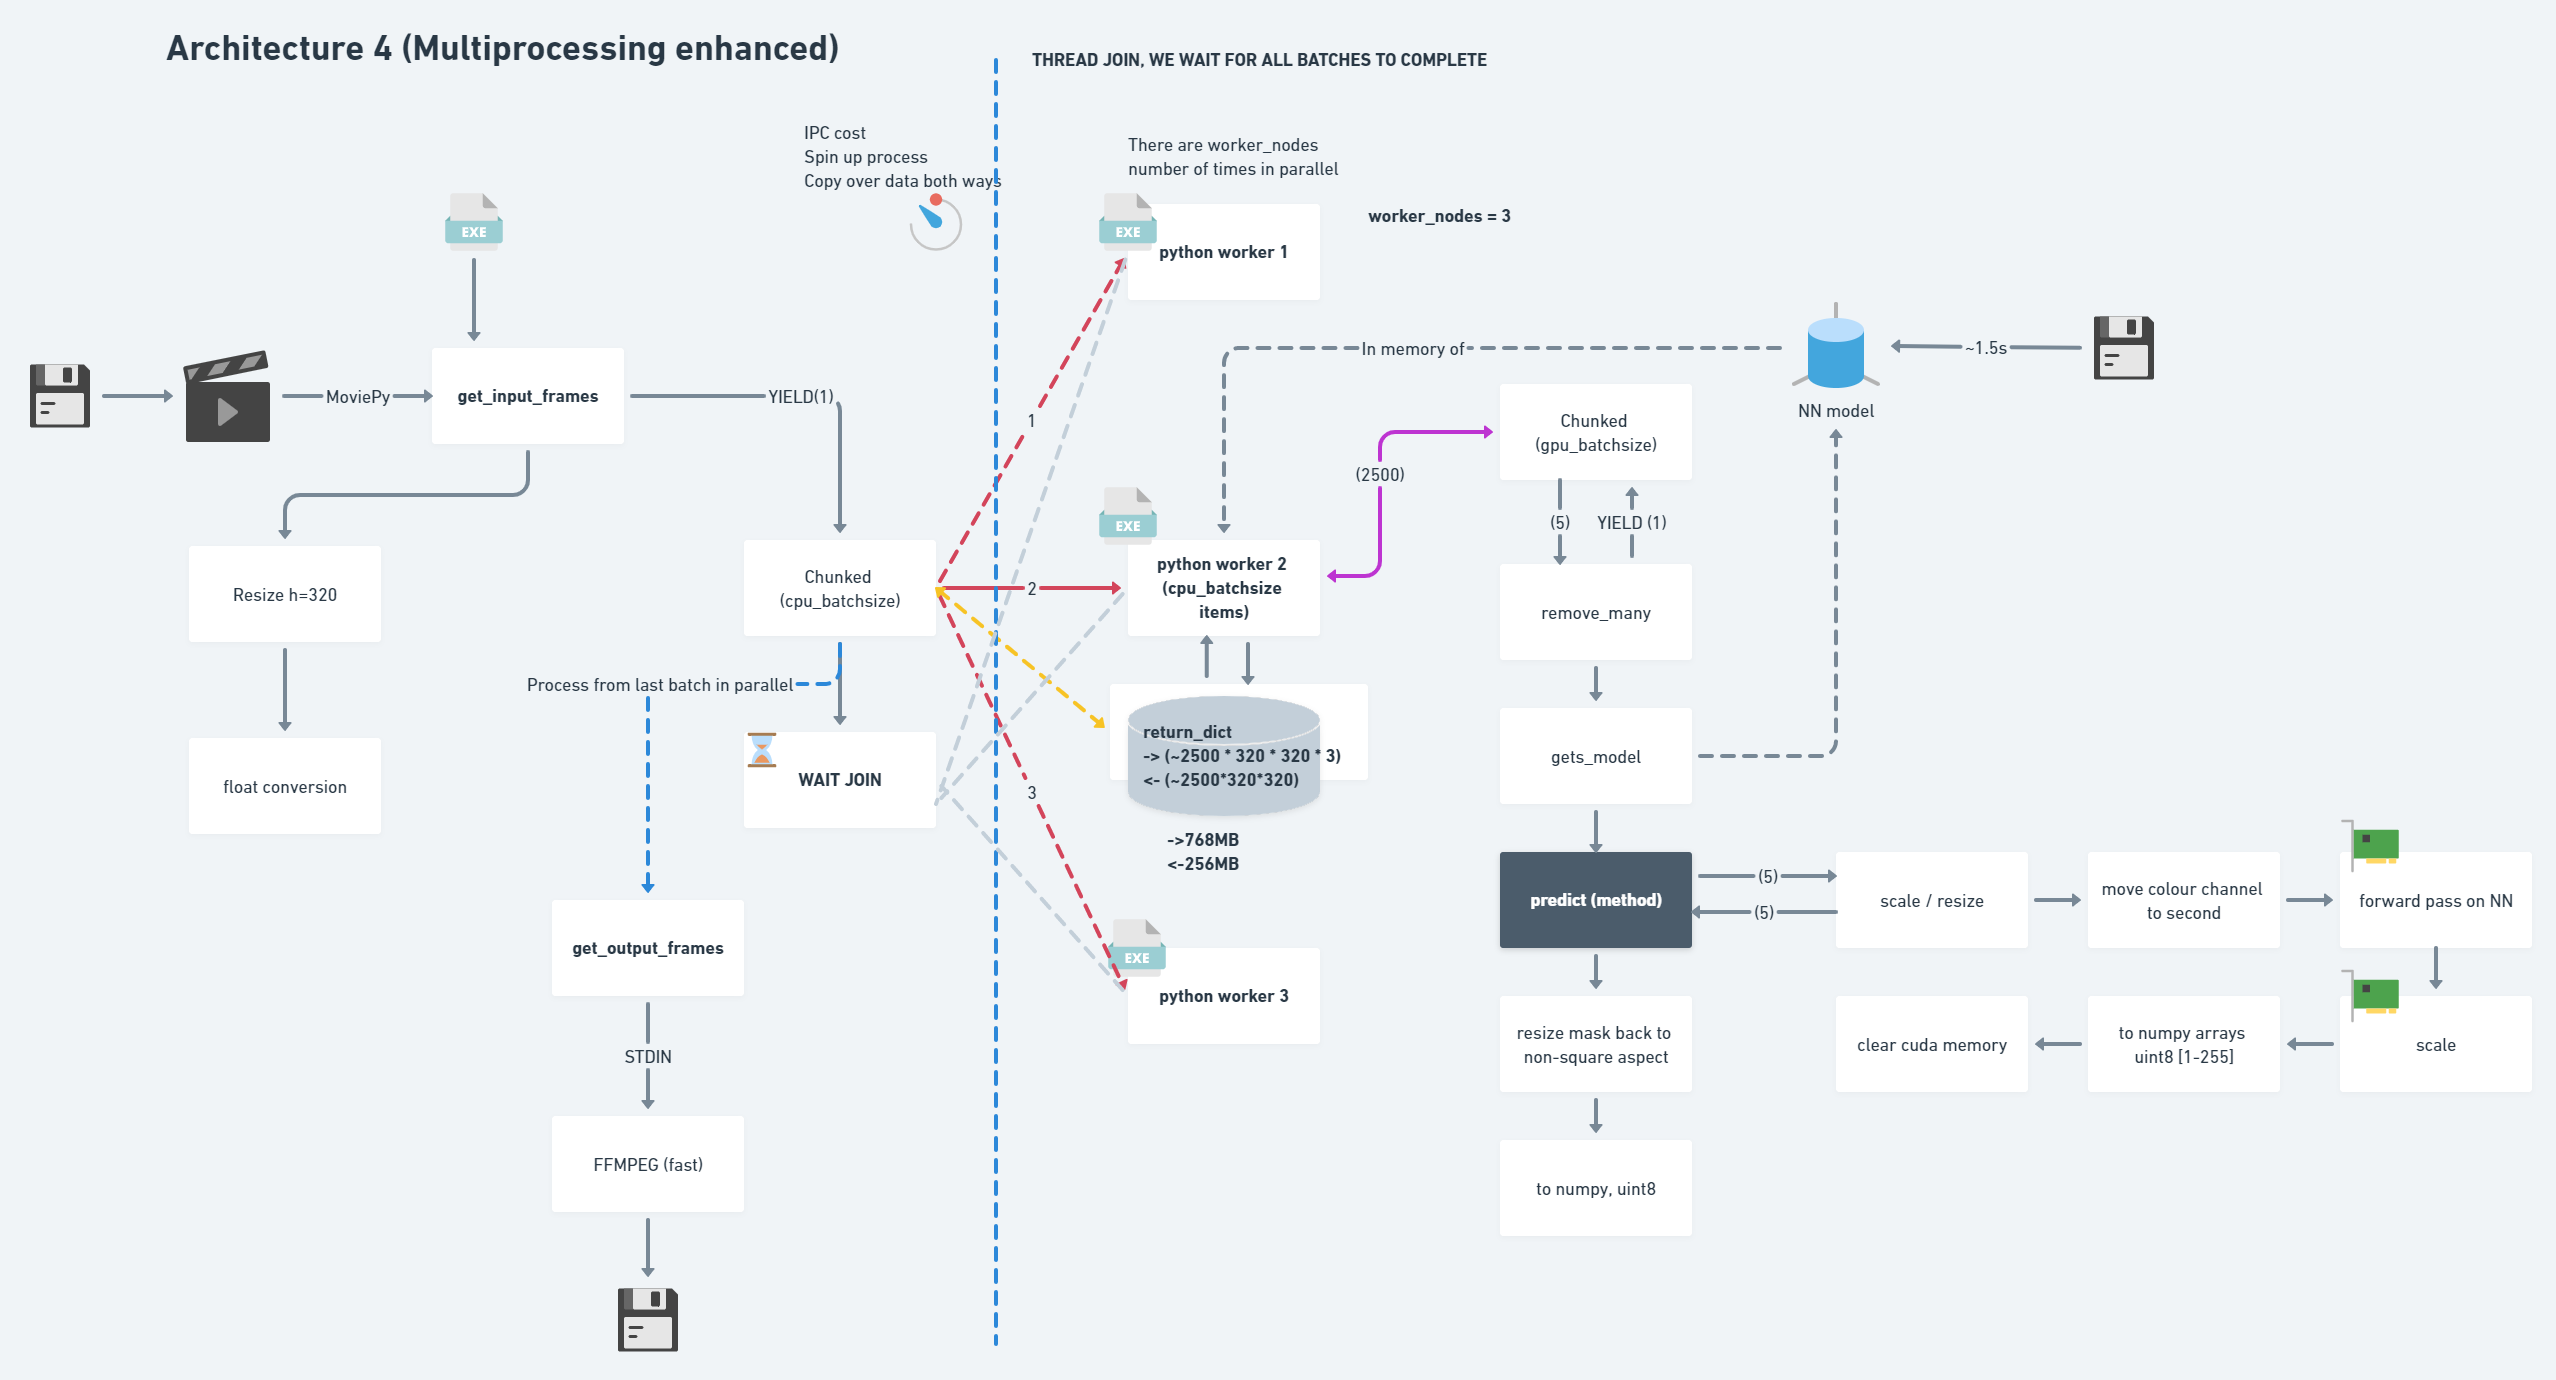 Architecture 4 (Multiprocessing enhanced)
THREAD JOIN, WE WAIT FOR ALL BATCHES TO COMPLETE
IPC cost
Spin up process
Copy over data both ways
There are worker_nodes
number of times in parallel
worker_nodes = 3
EXE
EXE
python worker 1
MoviePy
get_input_frames
YIELD(1)
1
In memory of
~1.5s
NN model
Chunked
(gpu_batchsize)
(2500)
(5)
YIELD (1)
EXE
Resize h=320
Chunked
(cpu_batchsize)
2
python worker 2
(cpu_batchsize
items)
remove_many
Process from last batch in parallel
float conversion
WAIT JOIN
3
return_dict
-> (~2500 * 320 * 320 * 3)
<- (~2500*320*320)
->768MB
<-256MB
gets_model
predict (method)
(5)
(5)
scale / resize
move colour channel
to second
forward pass on NN
get_output_frames
EXE
python worker 3
resize mask back to
non-square aspect
clear cuda memory
to numpy arrays
uint8 [1-255]
scale
STDIN
FFMPEG (fast)
to numpy, uint8